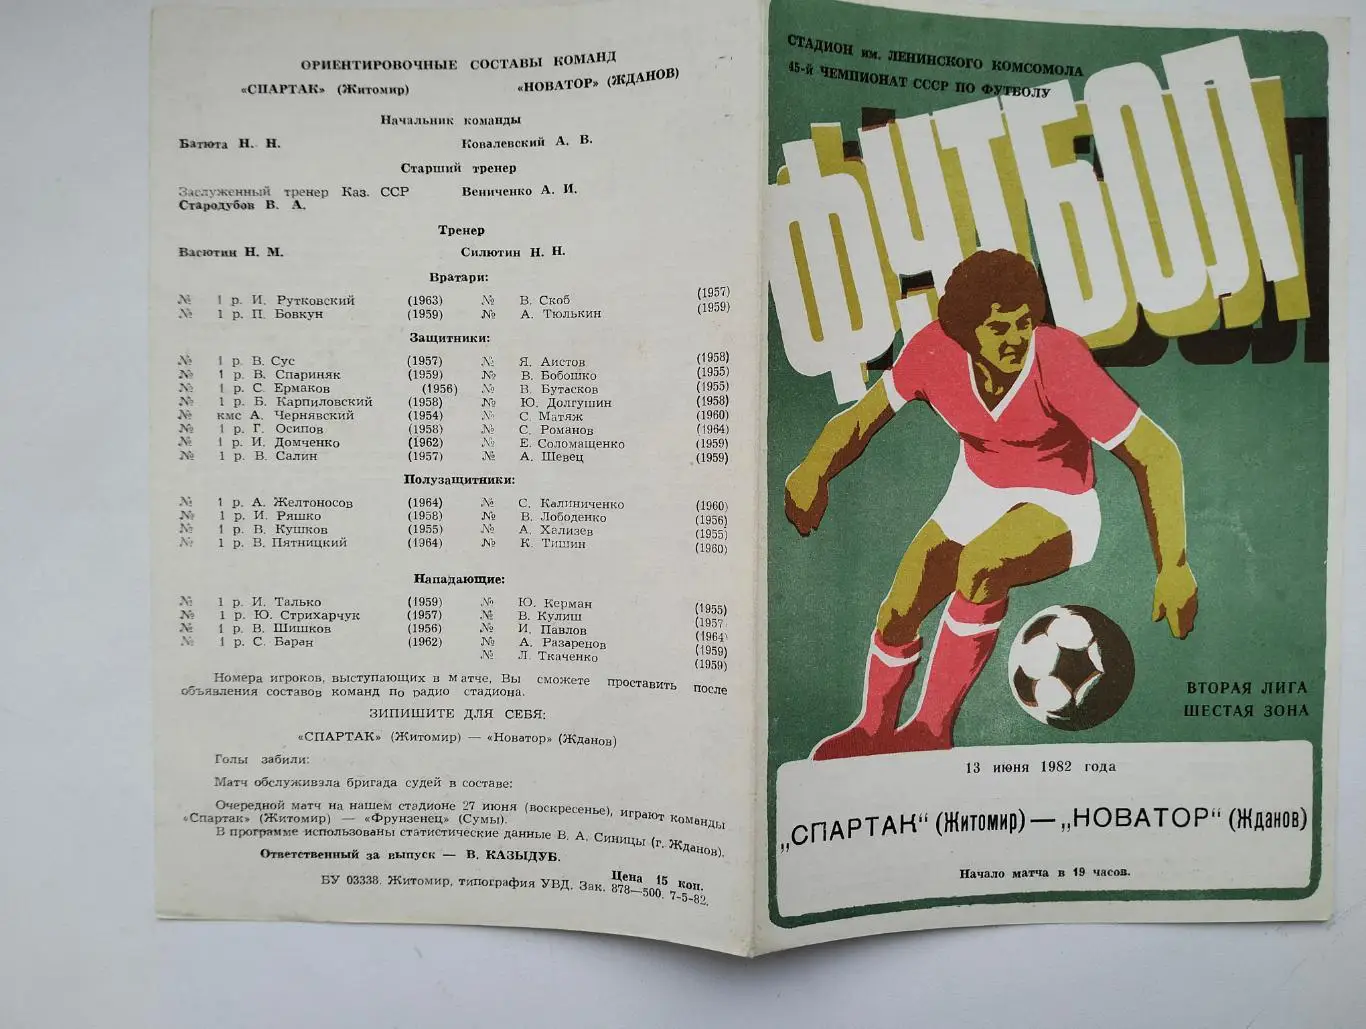 ОРИЕНТИРОВОЧНЫЕ СОСТАВЫ КОМАНД
«СПАРТАК» (Житомир) «НОВАТОР» (ЖДАНОВ)
Начальник команды
Батюта Н. Н. Ковалевский А. В.
Старший тренер
Заслуженный тренер Каз. ССР Вениченко А. И.
Стародубов В. А.
Тренер
Васютин Н. М. Силютин Н. Н.
Вратари:
№ 1 р. И. Рутковский (1963) № В. Скоб (1957)
№ 1 р. П. Бовкун (1959) № А. Тюлькин (1959)
Защитники:
№ 1 р. В. Сус (1957) № Я. Аистов (1958)
№ 1 р. В. Спариняк (1959) № В. Бобошко (1955)
№ 1 р. С. Ермаков (1956) № В. Бутасков (1955)
№ 1 р. Б. Карпиловский (1958) № Ю. Долгушин (1958)
№ кмс А. Чернявский (1954) № С. Матяж (1960)
№ 1 р. Г. Осипов (1958) № С. Романов (1964)
№ 1 р. И. Домченко (1962) № Е. Соломащенко (1959)
№ 1 р. В. Салин (1957) № А. Шевец (1959)
Полузащитники:
№ 1 р. А. Желтоносов (1964) № С. Калиниченко (1960)
№ 1 р. И. Ряшко (1958) № В. Лободенко (1956)
№ 1 р. В. Кушков (1955) № А. Хализев (1955)
№ 1 р. В. Пятницкий (1964) № К. Тишин (1960)
Нападающие:
№ 1 р. И. Талько (1959) № Ю. Керман (1955)
№ 1 р. Ю. Стрихарчук (1957) № В. Кулиш (1957)
№ 1 р. В. Шишков (1956) № И. Павлов (1964)
№ 1 р. С. Баран (1962) № А. Разаренов (1959)
№ Л. Ткаченко (1959)
Номера игроков, выступающих в матче, Вы сможете проставить после
объявления составов команд по радио стадиона.
ЗИПИШИТЕ ДЛЯ СЕБЯ:
«СПАРТАК» (Житомир) — «Новатор» (Жданов)
Голы забили:
Матч обслуживала бригада судей в составе:
Очередной матч на нашем стадионе 27 июня (воскресенье), играют команды
«Спартак» (Житомир) — «Фрунзенец» (Сумы).
В программе использованы статистические данные В. А. Синицы (г. Жданов).
Ответственный за выпуск — В. КАЗЫДУБ.
Цена 15 коп.
БУ 03338. Житомир, типография УВД. Зак. 878—500. 7-5-82.
СТАДИОН им. ЛЕНИНСКОГО КОМСОМОЛА
45-й ЧЕМПИОНАТ СССР ПО ФУТБОЛУ
ФУТБОЛ
ВТОРАЯ ЛИГА
ШЕСТАЯ ЗОНА
13 июня 1982 года
„СПАРТАК" (Житомир) — „НОВАТОР" (Жданов)
Начало матча в 19 часов.